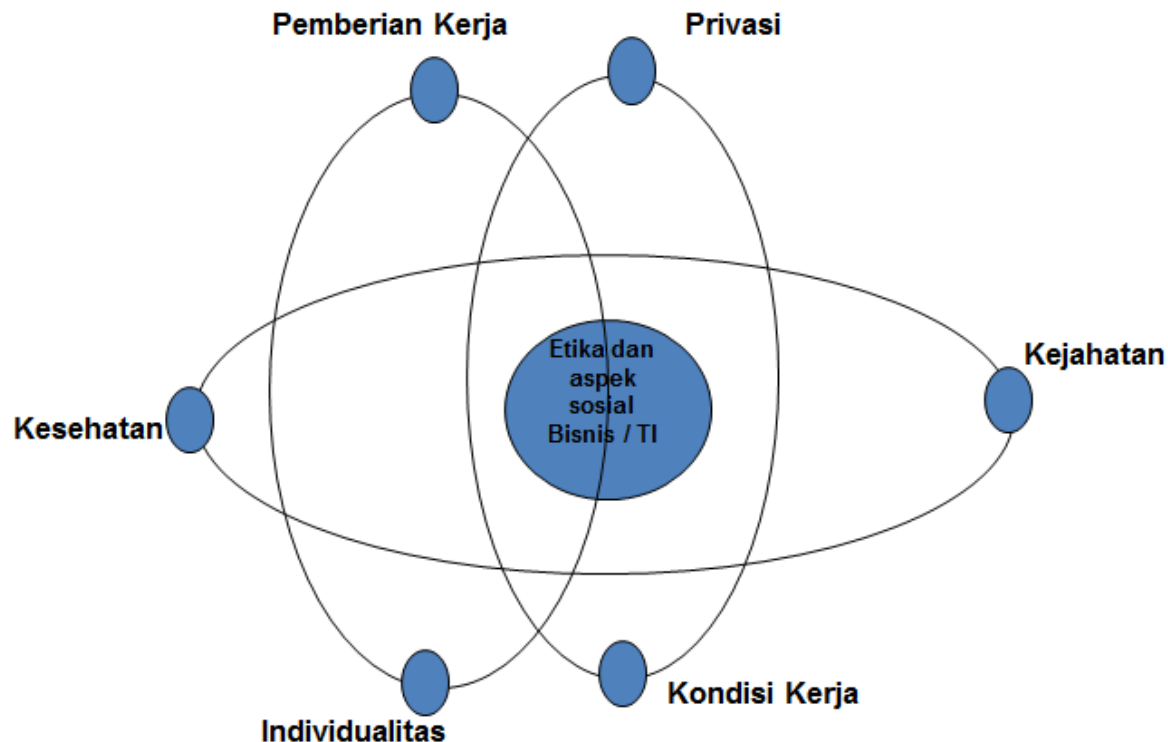 Pemberian Kerja
Privasi
Etika dan
aspek
sosial
Bisnis / TI
Kejahatan
Kesehatan
Kondisi Kerja
Individualitas